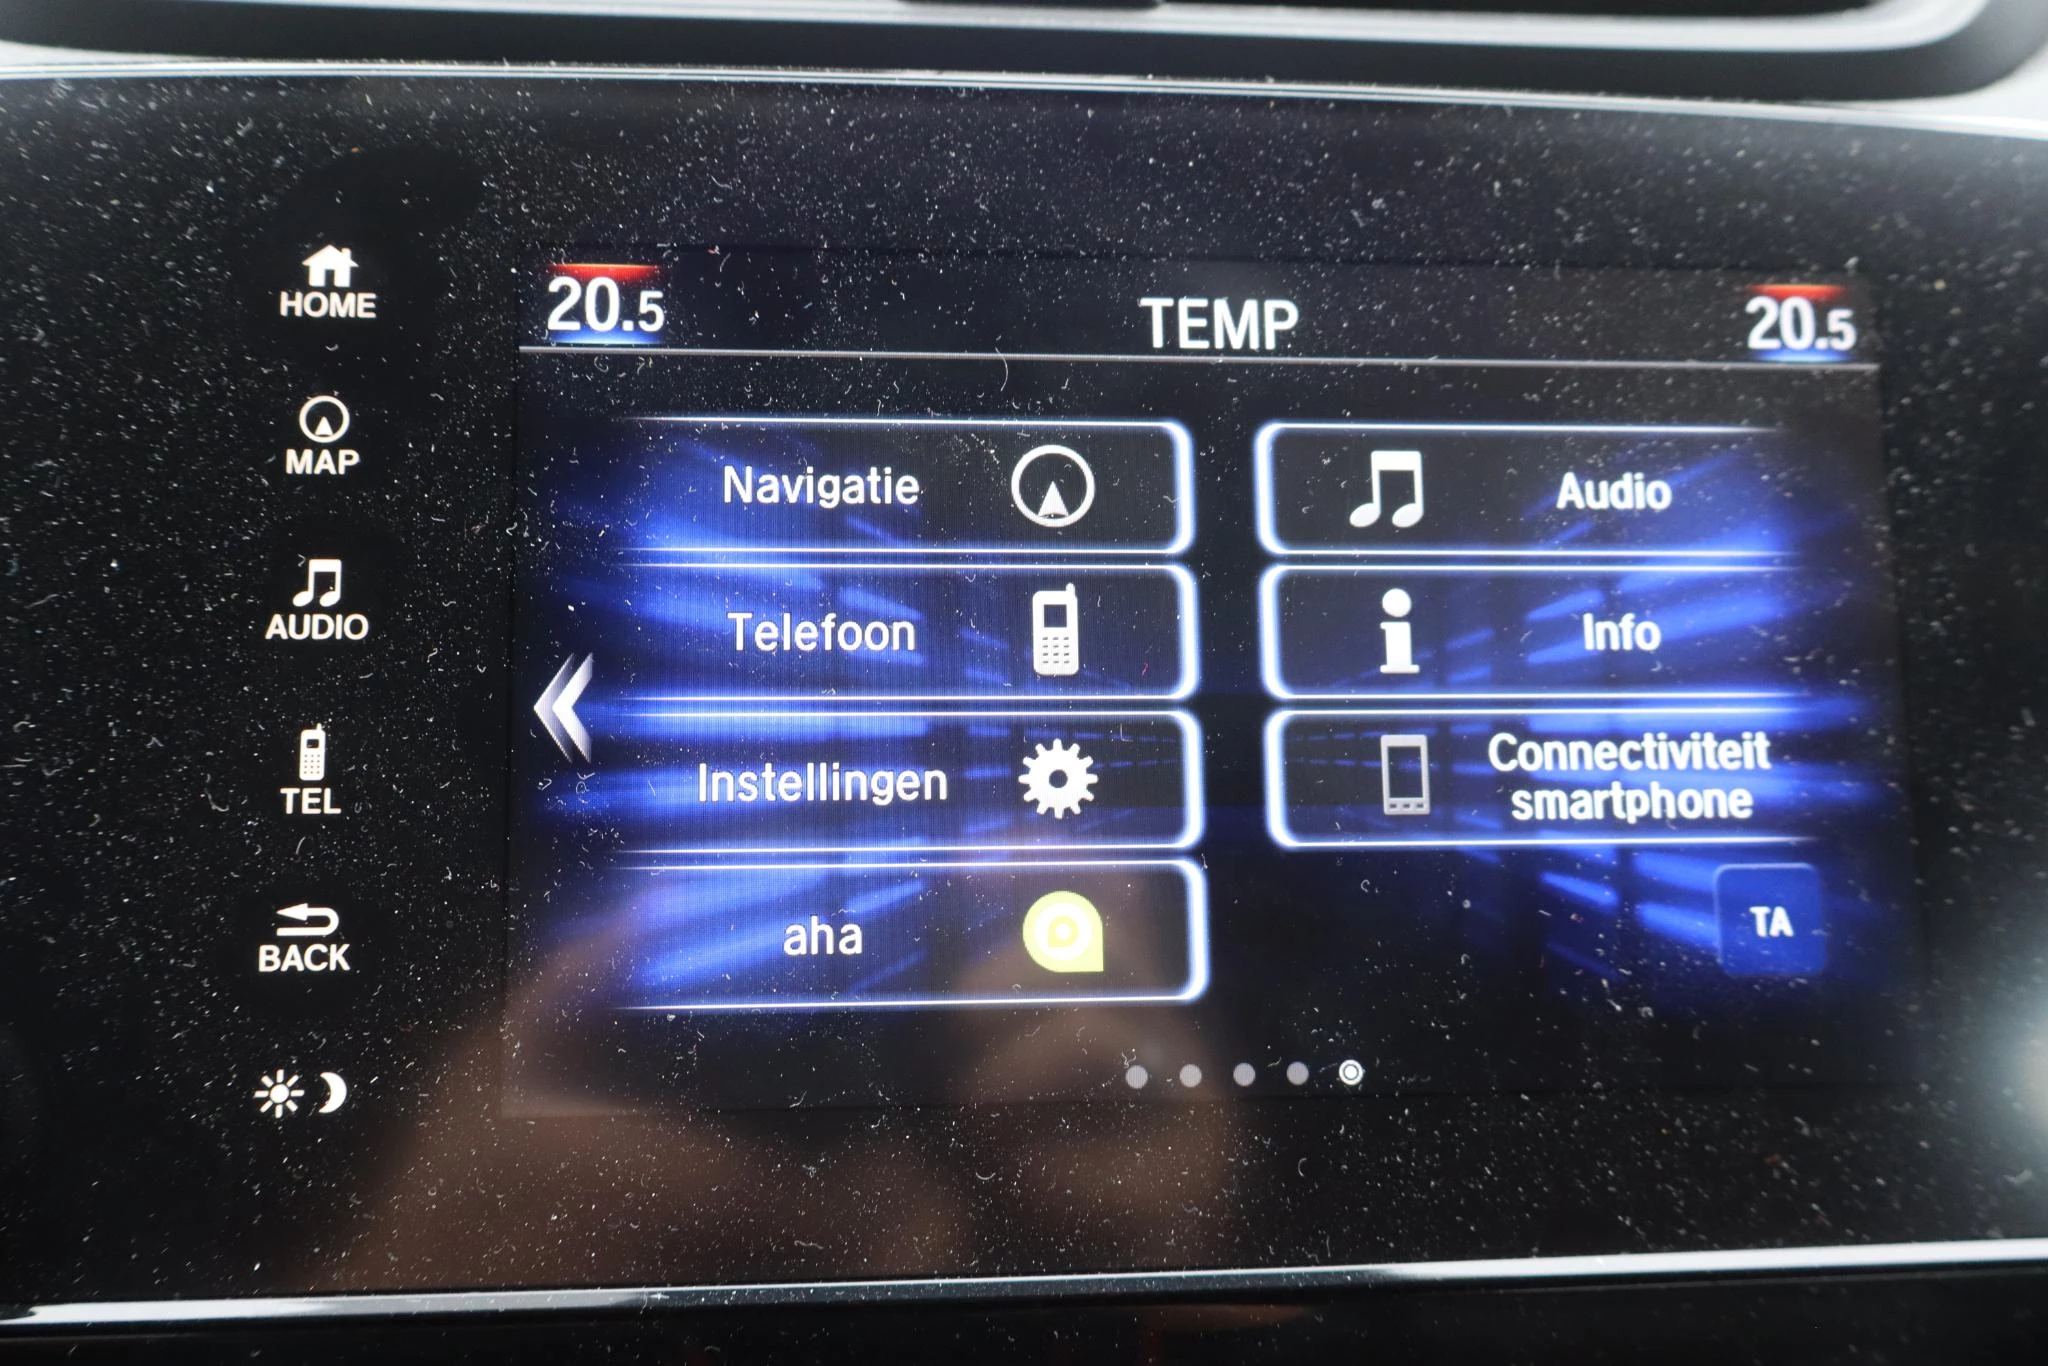 20.5
TEMP
20.5
HOME
MAP
AUDIO
TEL
BACK
Navigatie
Audio
Telefoon
Info
Instellingen
Connectiviteit
smartphone
aha
TA